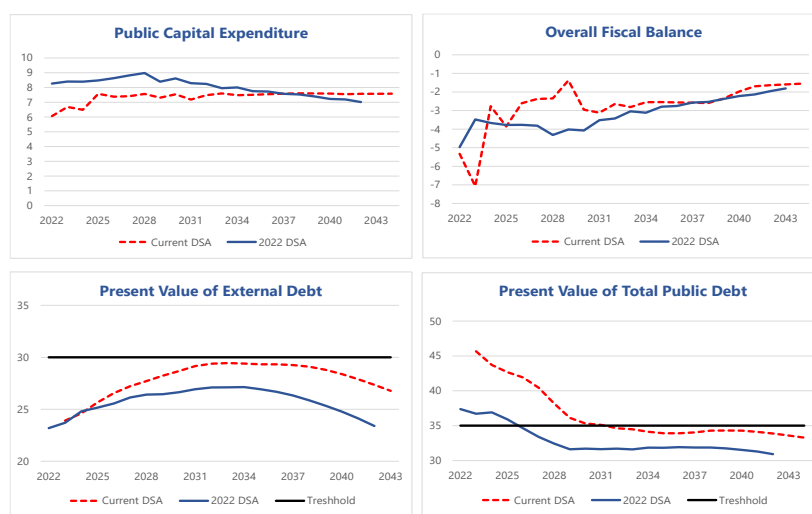 Public Capital Expenditure
10
9
8
7
6
5
4
3
2
1
0
2022 2025 2028 2031 2034 2037 2040 2043
Current DSA 2022 DSA
Overall Fiscal Balance
0
-1
-2
-3
-4
-5
-6
-7
-8
2022 2025 2028 2031 2034 2037 2040 2043
Current DSA 2022 DSA
Present Value of External Debt
35
30
25
20
2022 2025 2028 2031 2034 2037 2040 2043
Current DSA 2022 DSA Treshhold
Present Value of Total Public Debt
50
45
40
35
30
2022 2025 2028 2031 2034 2037 2040 2043
Current DSA 2022 DSA Treshhold